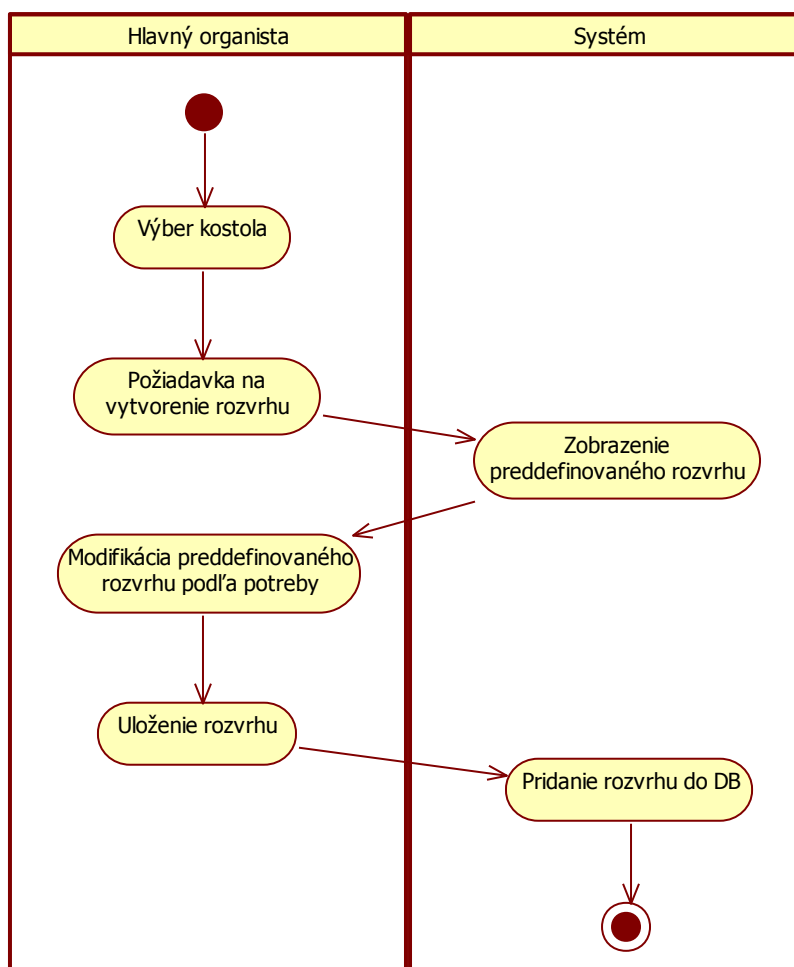 Hlavný organista
Systém
Výber kostola
Požiadavka na
vytvorenie rozvrhu
Zobrazenie
preddefinovaného rozvrhu
Modifikácia preddefinovaného
rozvrhu podľa potreby
Uloženie rozvrhu
Pridanie rozvrhu do DB